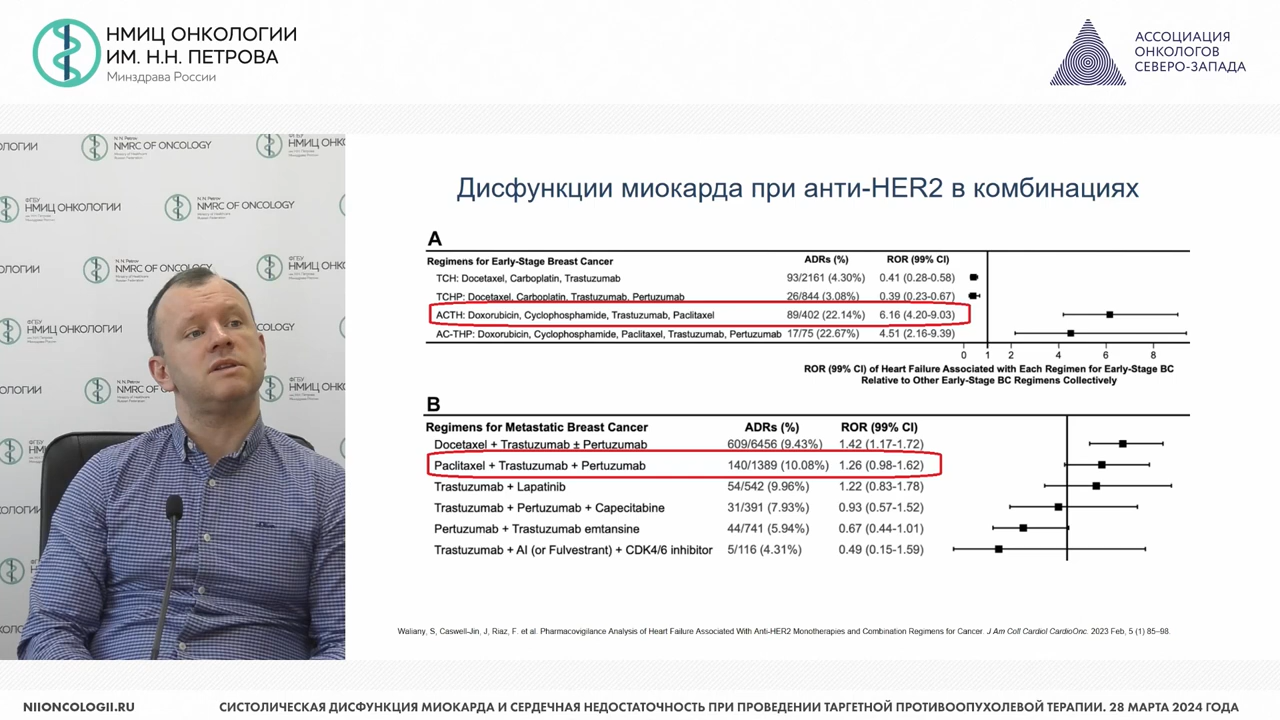 НМИЦ ОНКОЛОГИИ
ИМ. Н.Н. ПЕТРОВА
Минздрава России
АССОЦИАЦИЯ
ОНКОЛОГОВ
СЕВЕРО-ЗАПАДА
NMRC OF ONCOLOGY
НМИЦ ОНКОЛОГИИ
NMRC OF ONCOLOGY
Дисфункции миокарда при анти-HER2 в комбинациях
A
Regimens for Early-Stage Breast Cancer ADRs (%) ROR (99% CI)
TCH: Docetaxel, Carboplatin, Trastuzumab 93/2161 (4.30%) 0.41 (0.28-0.58)
TCHP: Docetaxel, Carboplatin, Trastuzumab, Pertuzumab 26/844 (3.08%) 0.39 (0.23-0.67)
ACTH: Doxorubicin, Cyclophosphamide, Trastuzumab, Paclitaxel 89/402 (22.14%) 6.16 (4.20-9.03)
AC-THP: Doxorubicin, Cyclophosphamide, Paclitaxel, Trastuzumab, Pertuzumab 17/75 (22.67%) 4.51 (2.16-9.39)
0 1 2 4 6 8
ROR (99% CI) of Heart Failure Associated with Each Regimen for Early-Stage BC
Relative to Other Early-Stage BC Regimens Collectively
B
Regimens for Metastatic Breast Cancer ADRs (%) ROR (99% CI)
Docetaxel + Trastuzumab ± Pertuzumab 609/6456 (9.43%) 1.42 (1.17-1.72)
Paclitaxel + Trastuzumab + Pertuzumab 140/1389 (10.08%) 1.26 (0.98-1.62)
Trastuzumab + Lapatinib 54/542 (9.96%) 1.22 (0.83-1.78)
Trastuzumab + Pertuzumab + Capecitabine 31/391 (7.93%) 0.93 (0.57-1.52)
Pertuzumab + Trastuzumab emtansine 44/741 (5.94%) 0.67 (0.44-1.01)
Trastuzumab + AI (or Fulvestrant) + CDK4/6 inhibitor 5/116 (4.31%) 0.49 (0.15-1.59)
Waliany, S, Caswell-Jin, J, Riaz, F. et al. Pharmacovigilance Analysis of Heart Failure Associated With Anti-HER2 Monotherapies and Combination Regimens for Cancer. J Am Coll Cardiol CardioOnc. 2023 Feb, 5 (1) 85–98.
NIIONCOLOGII.RU
СИСТОЛИЧЕСКАЯ ДИСФУНКЦИЯ МИОКАРДА И СЕРДЕЧНАЯ НЕДОСТАТОЧНОСТЬ ПРИ ПРОВЕДЕНИИ ТАРГЕТНОЙ ПРОТИВООПУХОЛЕВОЙ ТЕРАПИИ. 28 МАРТА 2024 ГОДА